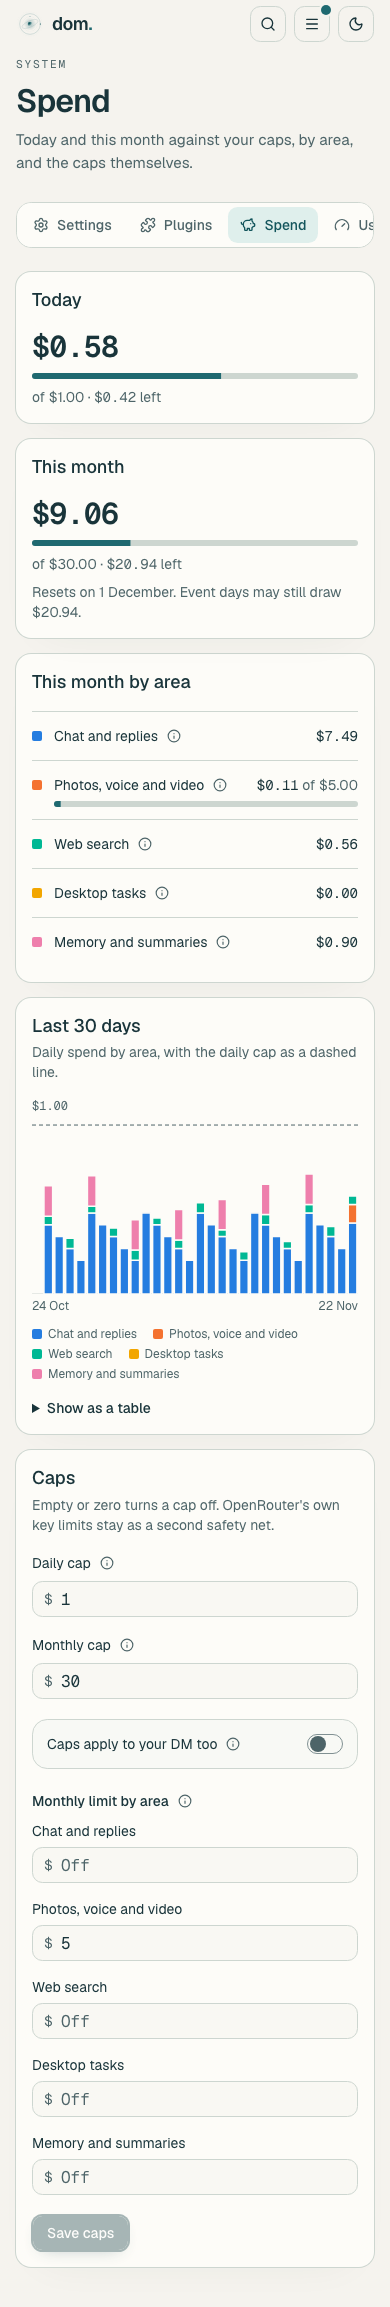 dom.
SYSTEM
Spend
Today and this month against your caps, by area,
and the caps themselves.
Settings Plugins Spend Us
Today
$0.58
of $1.00 · $0.42 left
This month
$9.06
of $30.00 · $20.94 left
Resets on 1 December. Event days may still draw
$20.94.
This month by area
Chat and replies $7.49
Photos, voice and video $0.11 of $5.00
Web search $0.56
Desktop tasks $0.00
Memory and summaries $0.90
Last 30 days
Daily spend by area, with the daily cap as a dashed
line.
$1.00
24 Oct 22 Nov
Chat and replies Photos, voice and video
Web search Desktop tasks
Memory and summaries
Show as a table
Caps
Empty or zero turns a cap off. OpenRouter's own
key limits stay as a second safety net.
Daily cap
$ 1
Monthly cap
$ 30
Caps apply to your DM too
Monthly limit by area
Chat and replies
$ Off
Photos, voice and video
$ 5
Web search
$ Off
Desktop tasks
$ Off
Memory and summaries
$ Off
Save caps